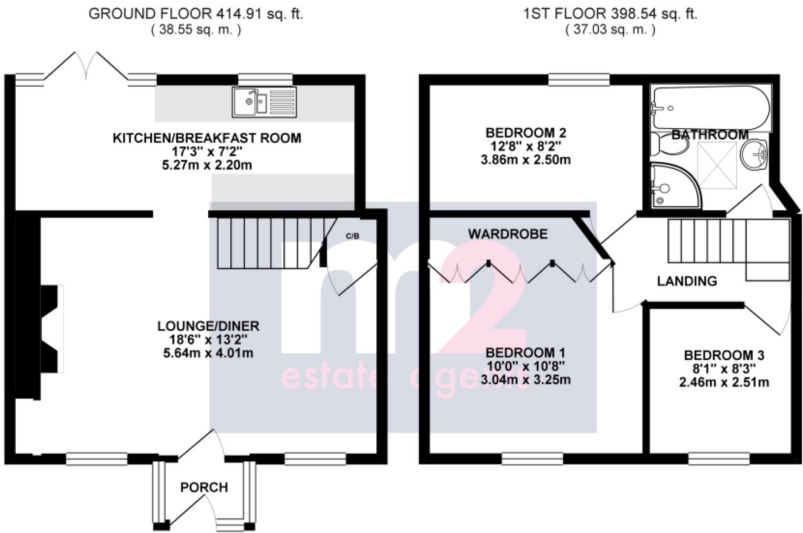 GROUND FLOOR 414.91 sq. ft.
( 38.55 sq. m. )
1ST FLOOR 398.54 sq. ft.
( 37.03 sq. m. )
KITCHEN/BREAKFAST ROOM
17'3" x 7'2"
5.27m x 2.20m
C/B
LOUNGE/DINER
18'6" x 13'2"
5.64m x 4.01m
PORCH
BEDROOM 2
12'8" x 8'2"
3.86m x 2.50m
BATHROOM
WARDROBE
LANDING
BEDROOM 1
10'0" x 10'8"
3.04m x 3.25m
BEDROOM 3
8'1" x 8'3"
2.46m x 2.51m
m2
estate agents